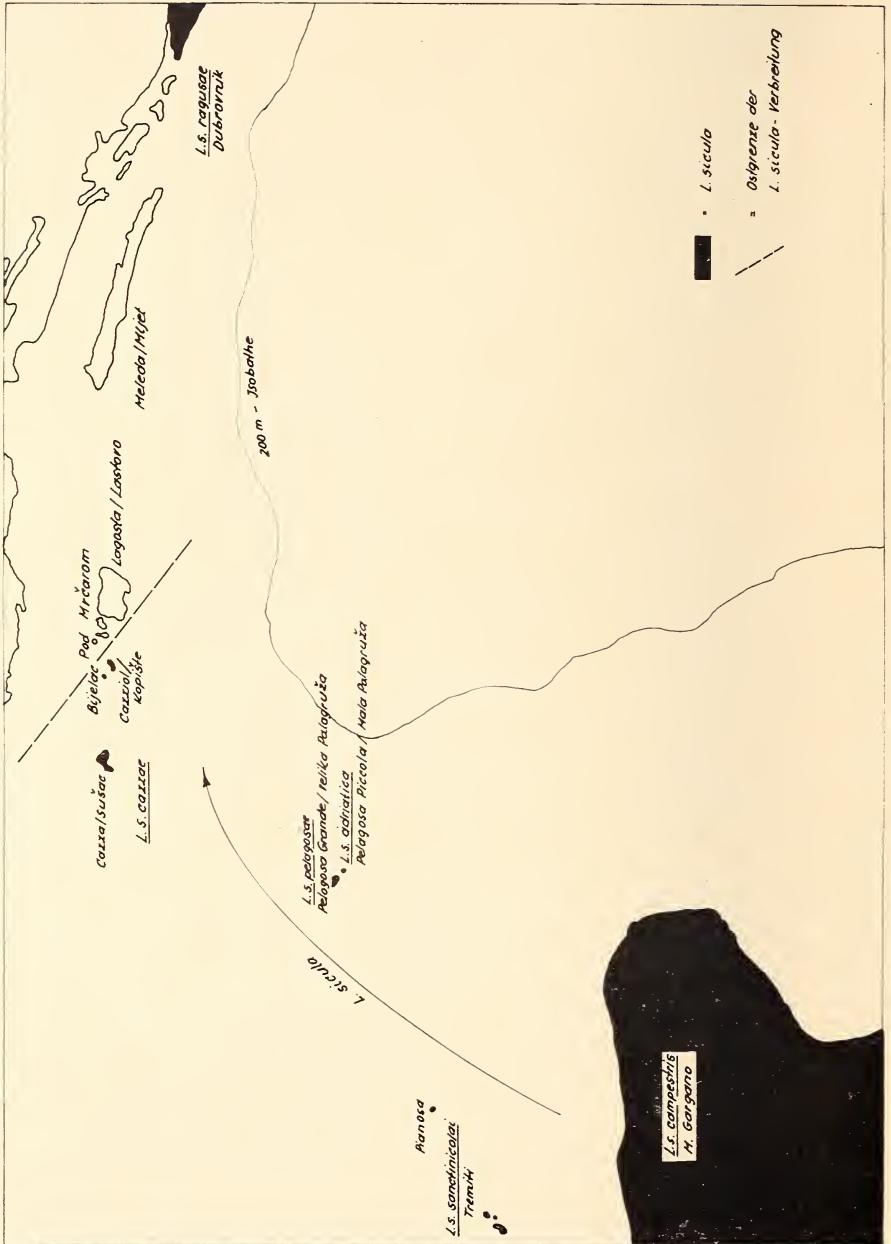 Bijelac
Pod Mrčarom
Cazziol/
Kopište
Lagosta / Lastovo
Meleda/Mljet
L.s. ragusae
Dubrovnik
Cazza/Sušac
L.s. cazzae
200 m - Jsobathe
L. sicula
L.s. pelagosae
Pelagosa Grande/Velika Palagruža
L.s. adriatica
Pelagosa Piccola / Mala Palagruža
Pianosa
L.s. sanctinicolai
Tremiti
L.s. campestris
M. Gargano
= L. sicula
= Ostgrenze der
L. sicula - Verbreitung